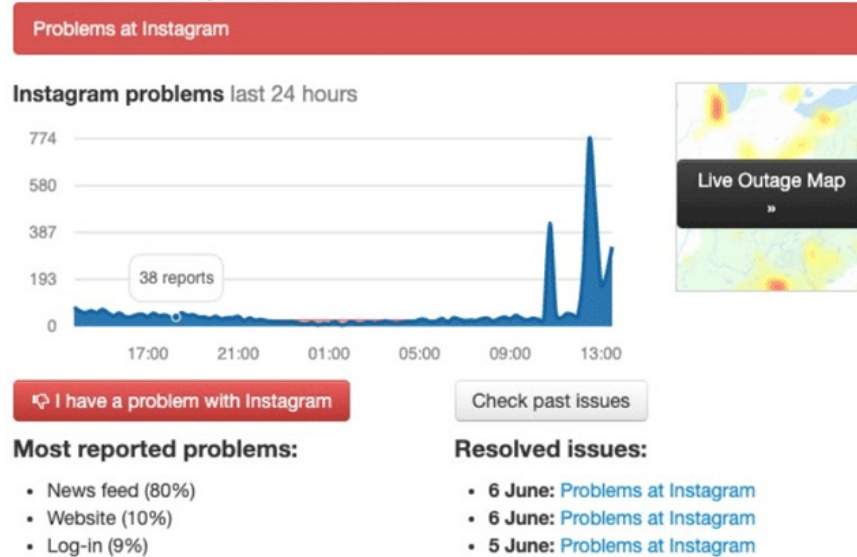 Problems at Instagram
Instagram problems last 24 hours
774
580
387
193
0
38 reports
17:00 21:00 01:00 05:00 09:00 13:00
Live Outage Map
»
I have a problem with Instagram
Check past issues
Most reported problems:
• News feed (80%)
• Website (10%)
• Log-in (9%)
Resolved issues:
• 6 June: Problems at Instagram
• 6 June: Problems at Instagram
• 5 June: Problems at Instagram